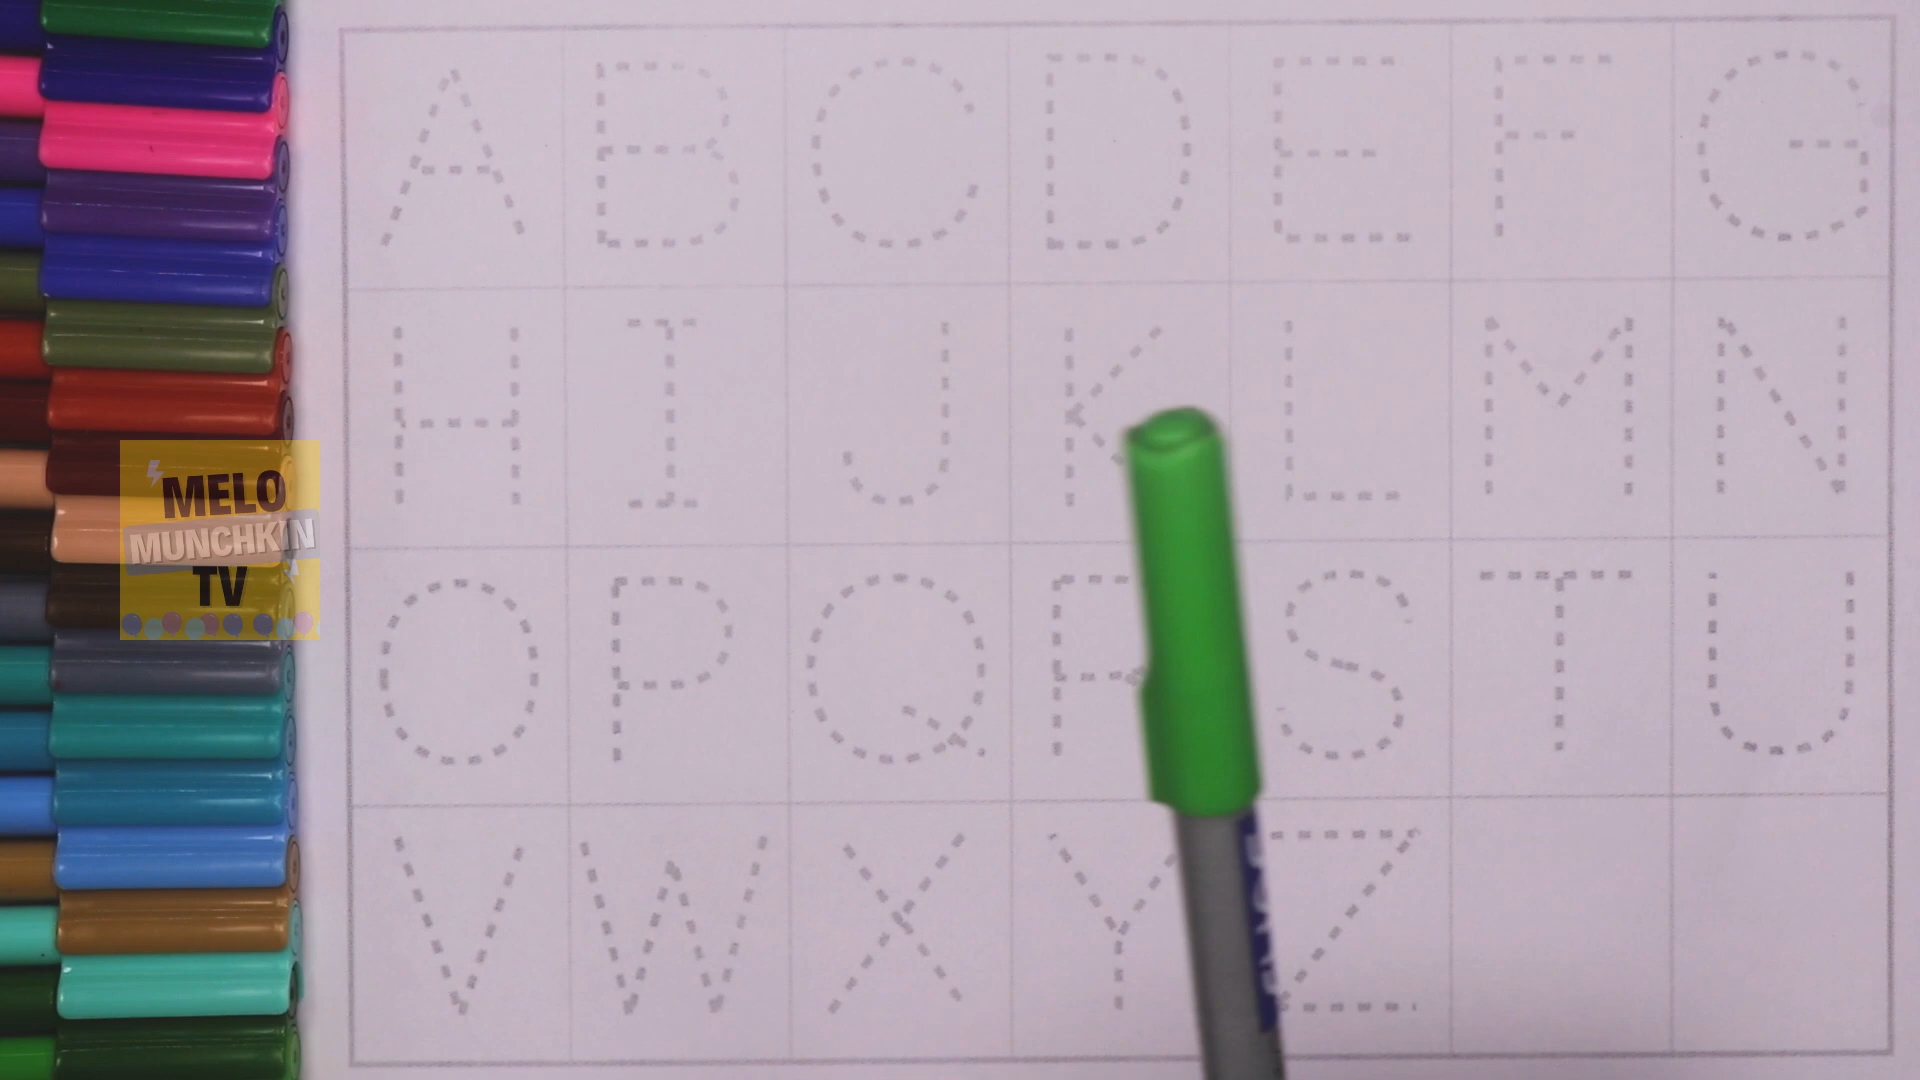 A B C D E F G
H I J K L M N
MELO
MUNCHKIN
TV
O P Q R S T U
V W X Y Z